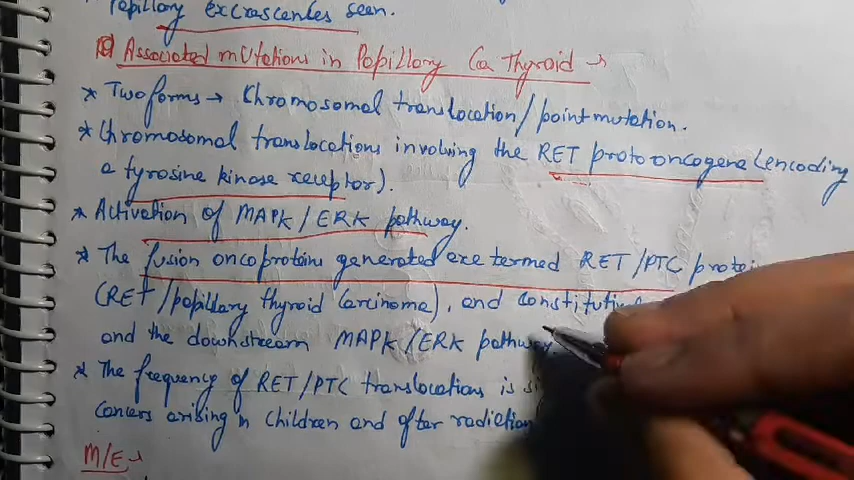 Papillary excrascentes seen.
Associated mutations in Papillary Ca Thyroid →
* Two forms → Chromosomal translocation/point mutation.
* Chromosomal translocations involving the RET proto oncogene (encoding
a tyrosine kinase receptor).
* Activation of MAPK/ERK pathway.
* The fusion oncoproteins generated are termed RET/PTC
(RET/papillary thyroid Carcinoma), and
and the downstream MAPK/ERK pathway
* The frequency of RET/PTC translocations is
Cancers arising in Children and after radiation
M/E →